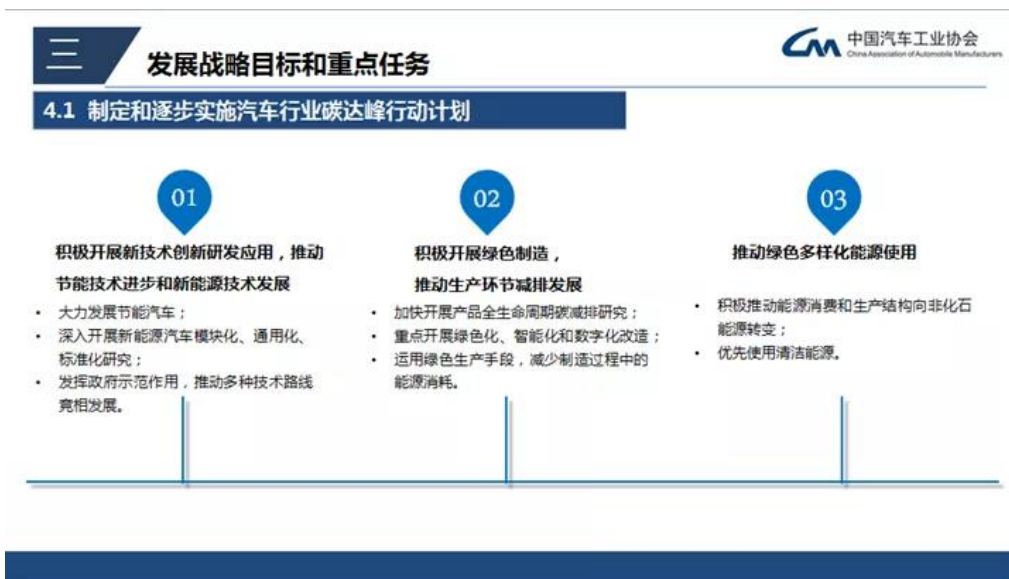 三
发展战略目标和重点任务
中国汽车工业协会
China Association of Automobile Manufacturers
4.1 制定和逐步实施汽车行业碳达峰行动计划
01
积极开展新技术创新研发应用，推动
节能技术进步和新能源技术发展
• 大力发展节能汽车；
• 深入开展新能源汽车模块化、通用化、
标准化研究；
• 发挥政府示范作用，推动多种技术路线
竞相发展。
02
积极开展绿色制造，
推动生产环节减排发展
• 加快开展产品全生命周期碳减排研究；
• 重点开展绿色化、智能化和数字化改造；
• 运用绿色生产手段，减少制造过程中的
能源消耗。
03
推动绿色多样化能源使用
• 积极推动能源消费和生产结构向非化石
能源转变；
• 优先使用清洁能源。